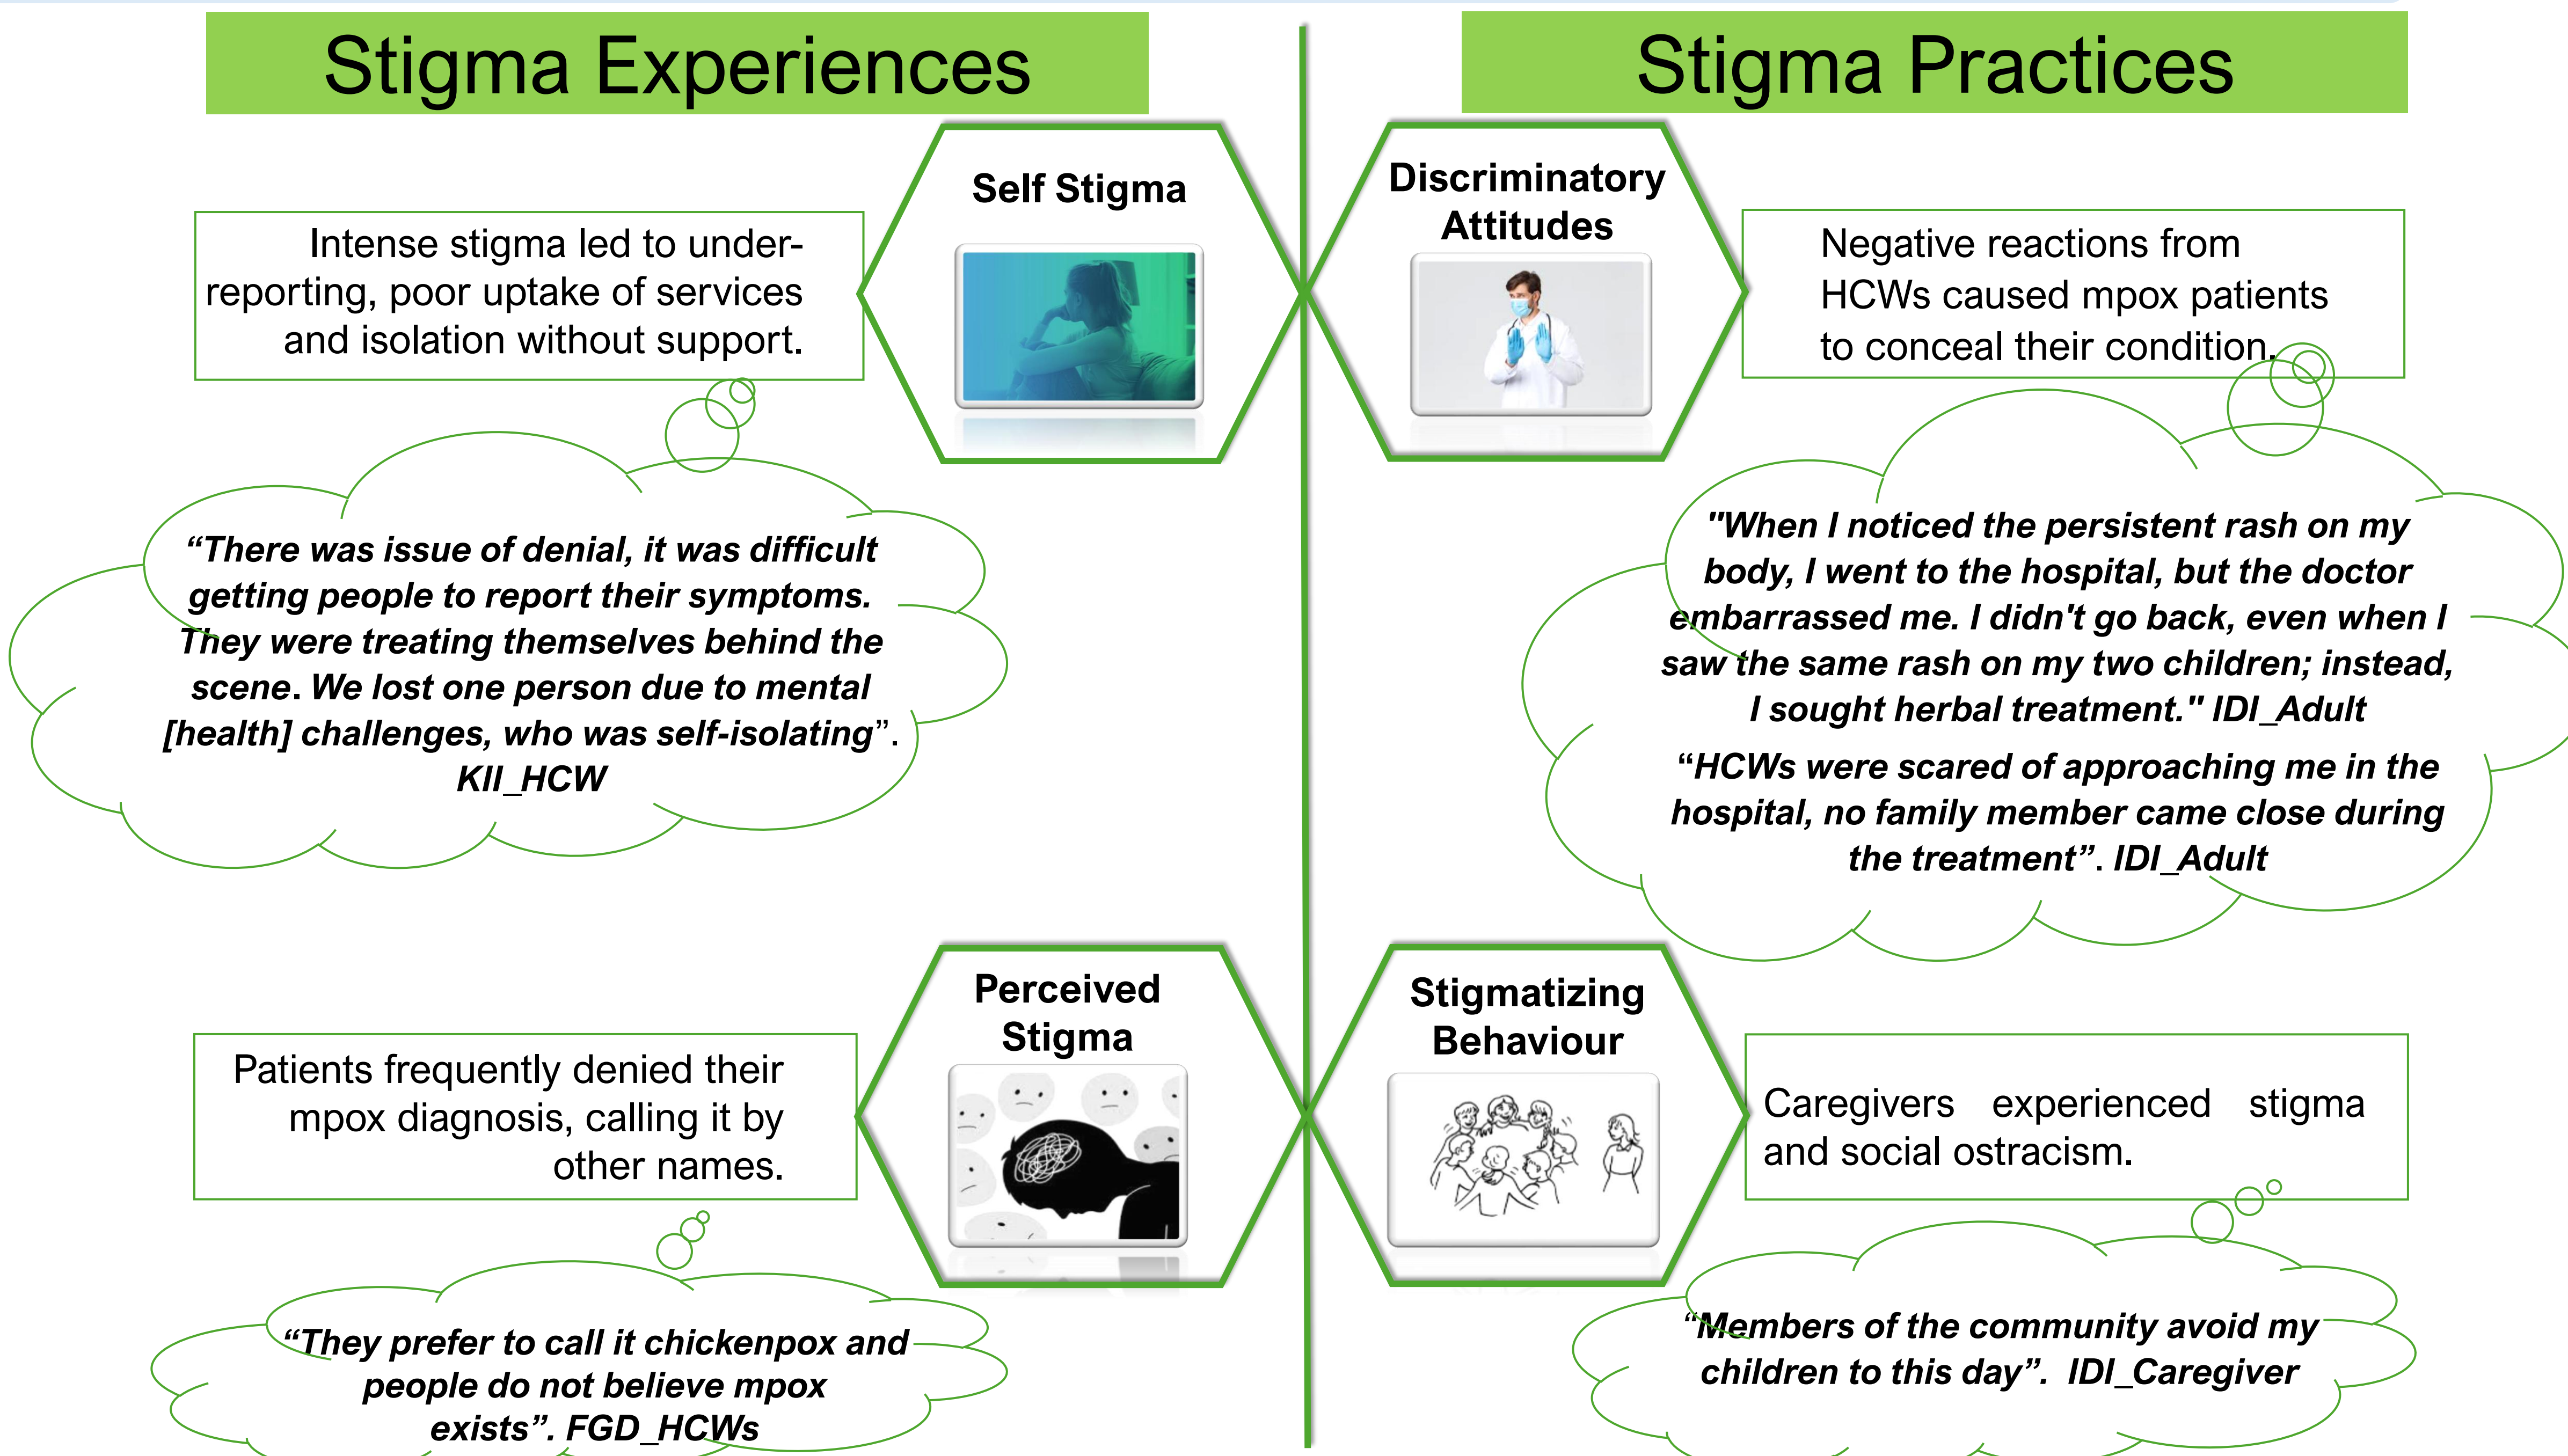 Stigma Experiences
Self Stigma
Intense stigma led to under-
reporting, poor uptake of services
and isolation without support.
“There was issue of denial, it was difficult
getting people to report their symptoms.
They were treating themselves behind the
scene. We lost one person due to mental
[health] challenges, who was self-isolating”.
KII_HCW
Perceived
Stigma
Patients frequently denied their
mpox diagnosis, calling it by
other names.
“They prefer to call it chickenpox and
people do not believe mpox
exists”. FGD_HCWs
Stigma Practices
Discriminatory
Attitudes
Negative reactions from
HCWs caused mpox patients
to conceal their condition.
"When I noticed the persistent rash on my
body, I went to the hospital, but the doctor
embarrassed me. I didn't go back, even when I
saw the same rash on my two children; instead,
I sought herbal treatment." IDI_Adult
“HCWs were scared of approaching me in the
hospital, no family member came close during
the treatment”. IDI_Adult
Stigmatizing
Behaviour
Caregivers experienced stigma
and social ostracism.
“Members of the community avoid my
children to this day”. IDI_Caregiver